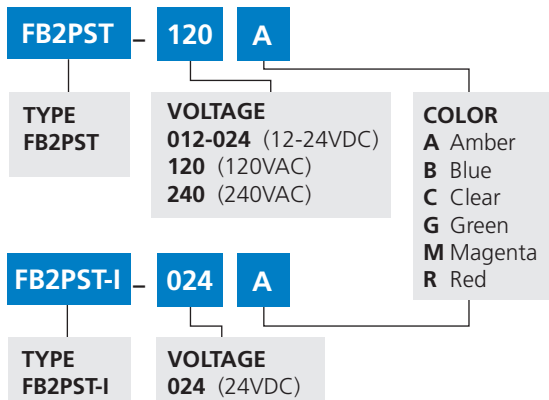 FB2PST – 120 A
TYPE
FB2PST
VOLTAGE
012-024 (12-24VDC)
120 (120VAC)
240 (240VAC)
COLOR
A Amber
B Blue
C Clear
G Green
M Magenta
R Red
FB2PST-I – 024 A
TYPE
FB2PST-I
VOLTAGE
024 (24VDC)